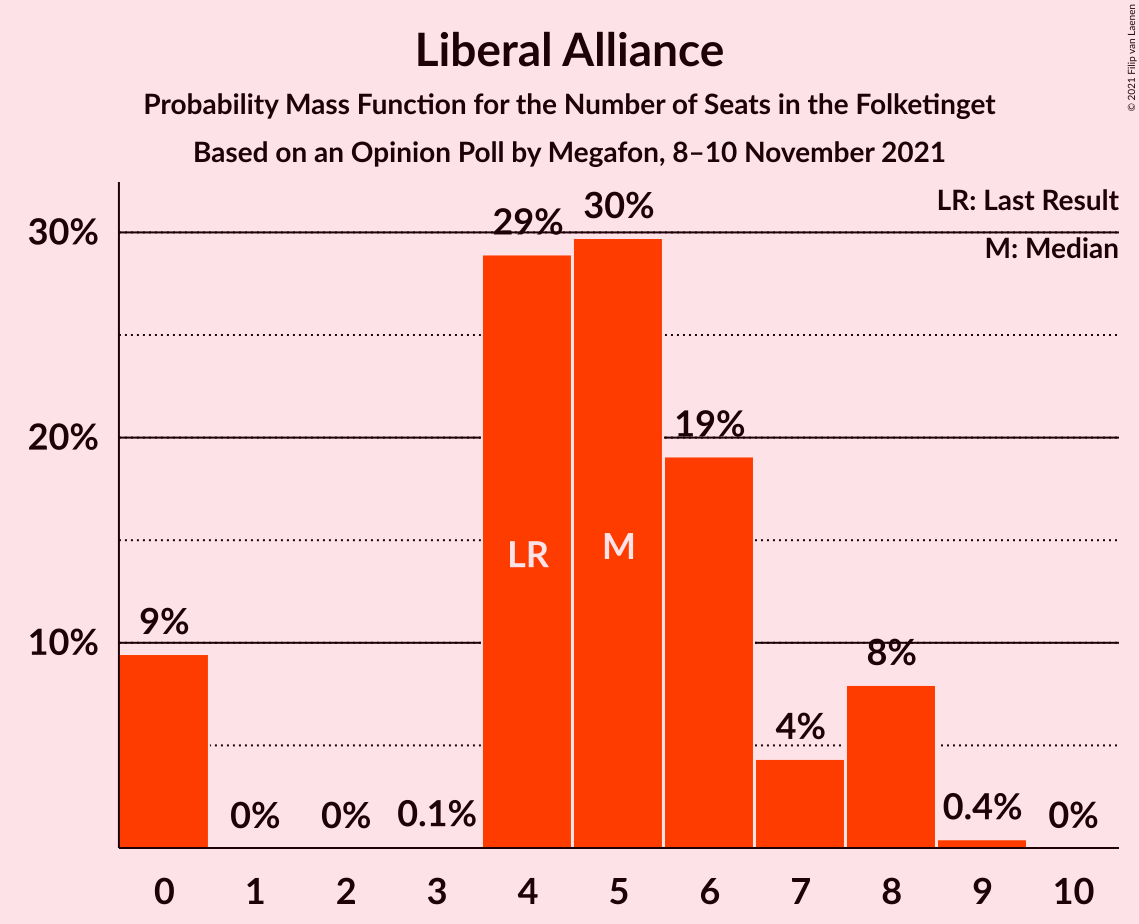 Liberal Alliance
Probability Mass Function for the Number of Seats in the Folketinget
Based on an Opinion Poll by Megafon, 8–10 November 2021
© 2021 Filip van Laenen
LR: Last Result
M: Median
30%
20%
10%
9%
0%
0%
0.1%
29%
30%
19%
4%
8%
0.4%
0%
LR
M
0 1 2 3 4 5 6 7 8 9 10